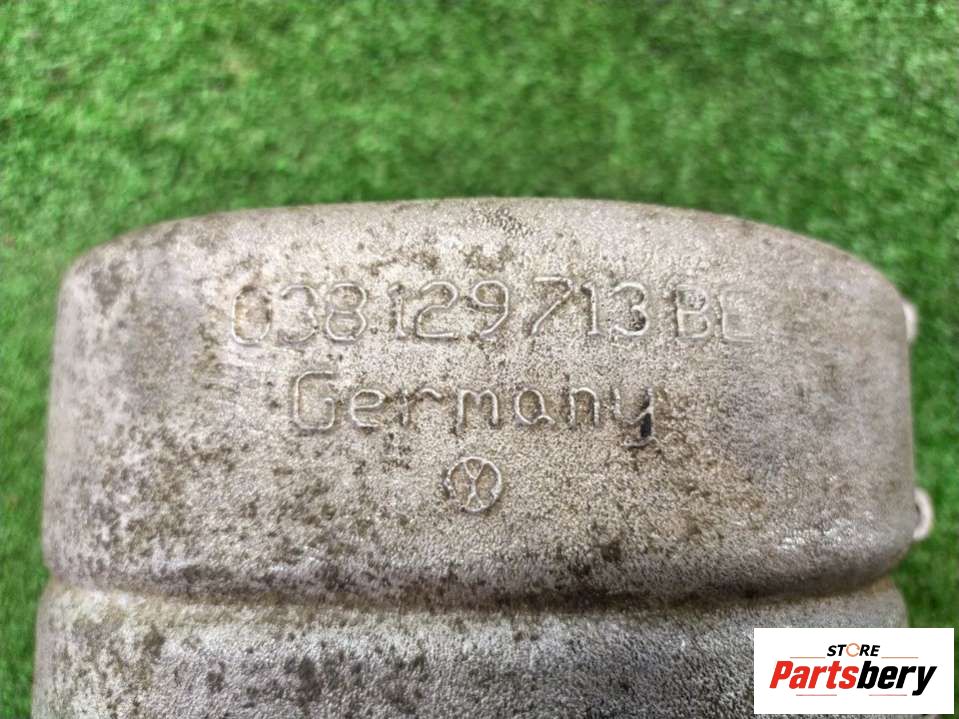 038.129.713 BE
Germany
STORE
Partsbery